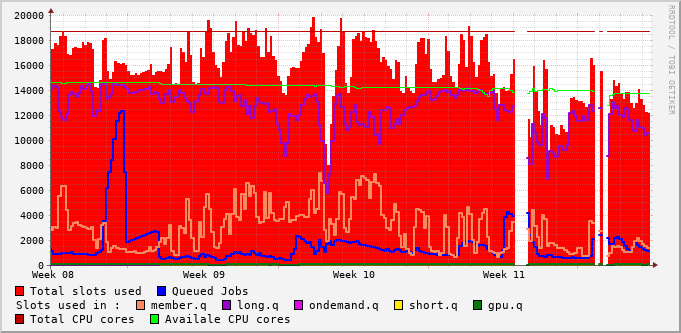 20000
18000
16000
14000
12000
10000
8000
6000
4000
2000
0
Week 08 Week 09 Week 10 Week 11
RRDTOOL / TOBI OETIKER
Total slots used Queued Jobs
Slots used in : member.q long.q ondemand.q short.q gpu.q
Total CPU cores Availale CPU cores